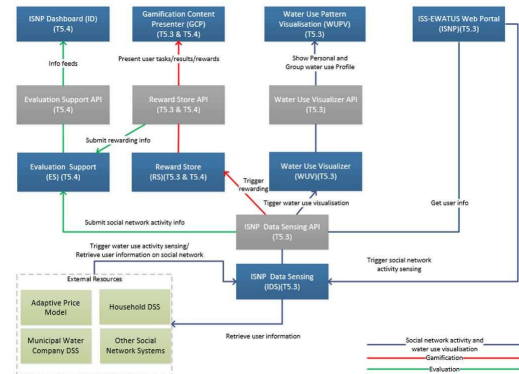 ISNP Dashboard (ID)
(T5.4)
Gamification Content
Presenter (GCP)
(T5.3 & T5.4)
Water Use Pattern
Visualisation (WUPV)
(T5.3)
ISS-EWATUS Web Portal
(ISNP)(T5.3)
Info feeds
Present user tasks/results/rewards
Show Personal and
Group water use Profile
Evaluation Support API
(T5.4)
Reward Store API
(T5.3 & T5.4)
Water Use Visualizer API
(T5.3)
Submit rewarding info
Evaluation Support
(ES) (T5.4)
Reward Store
(RS)(T5.3 & T5.4)
Water Use Visualizer
(WUV)(T5.3)
Trigger
rewarding
Tigger water use visualisation
Get user info
Submit social network activity info
ISNP Data Sensing API
(T5.3)
Trigger water use activity sensing/
Retrieve user information on social network
Trigger social network
activity sensing
External Resources
ISNP Data Sensing
(IDS)(T5.3)
Adaptive Price
Model
Household DSS
Municipal Water
Company DSS
Other Social
Network Systems
Retrieve user information
Social network activity and
water use visualisation
Gamification
Evaluation